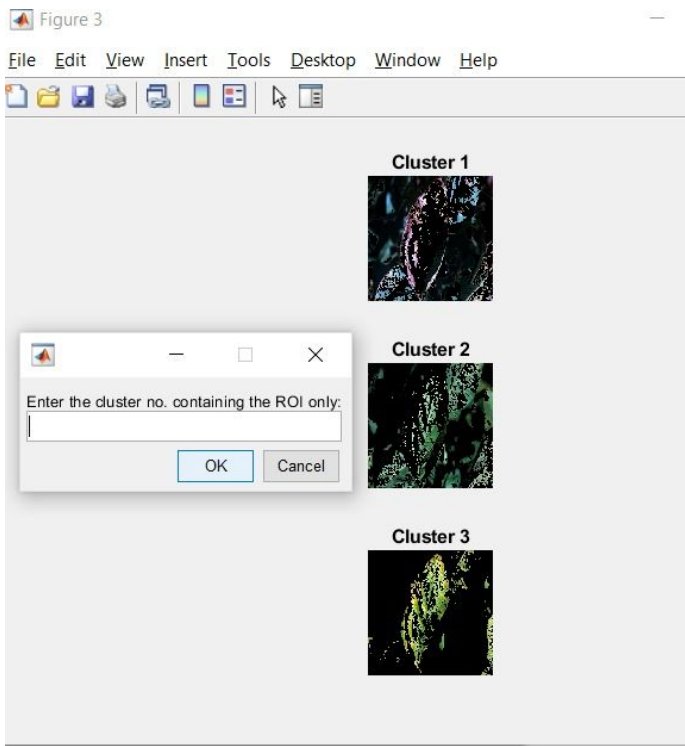 Figure 3
File Edit View Insert Tools Desktop Window Help
Cluster 1
Cluster 2
Enter the cluster no. containing the ROI only:
OK Cancel
Cluster 3